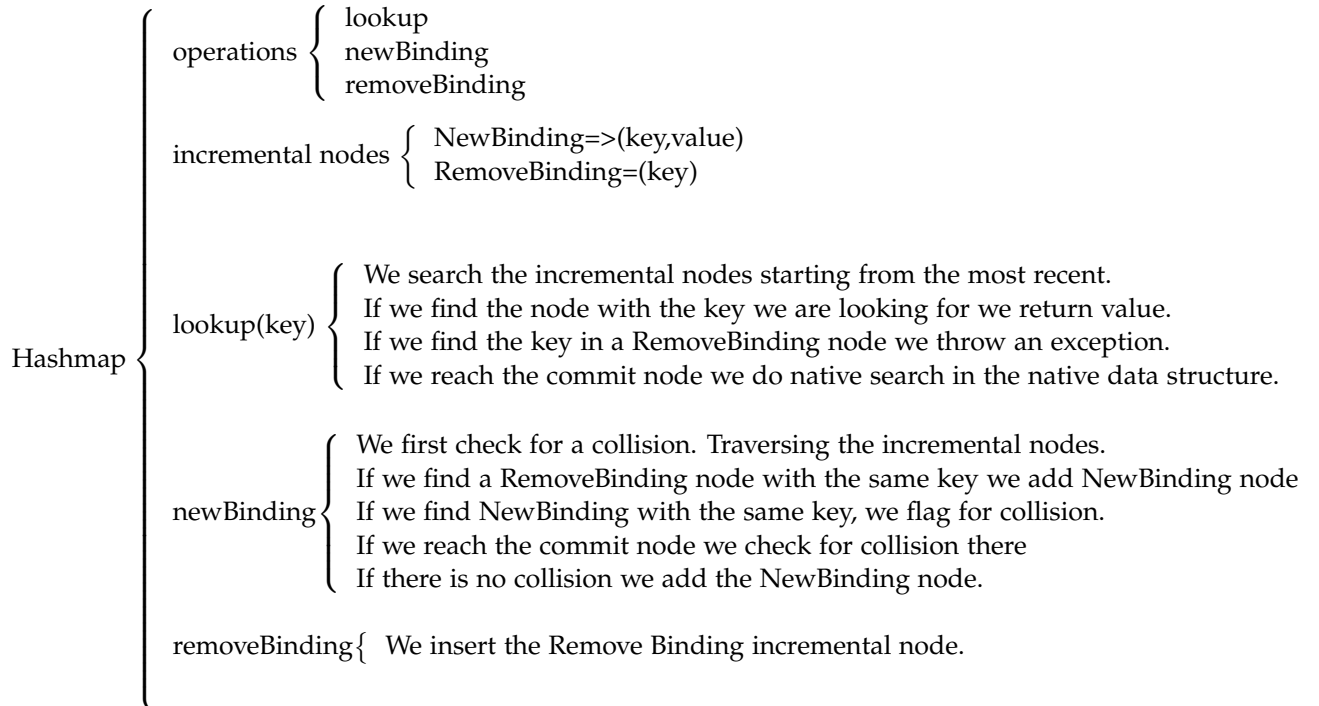 Hashmap
operations
lookup
newBinding
removeBinding
incremental nodes
NewBinding=>(key,value)
RemoveBinding=(key)
lookup(key)
We search the incremental nodes starting from the most recent.
If we find the node with the key we are looking for we return value.
If we find the key in a RemoveBinding node we throw an exception.
If we reach the commit node we do native search in the native data structure.
newBinding
We first check for a collision. Traversing the incremental nodes.
If we find a RemoveBinding node with the same key we add NewBinding node
If we find NewBinding with the same key, we flag for collision.
If we reach the commit node we check for collision there
If there is no collision we add the NewBinding node.
removeBinding{ We insert the Remove Binding incremental node.